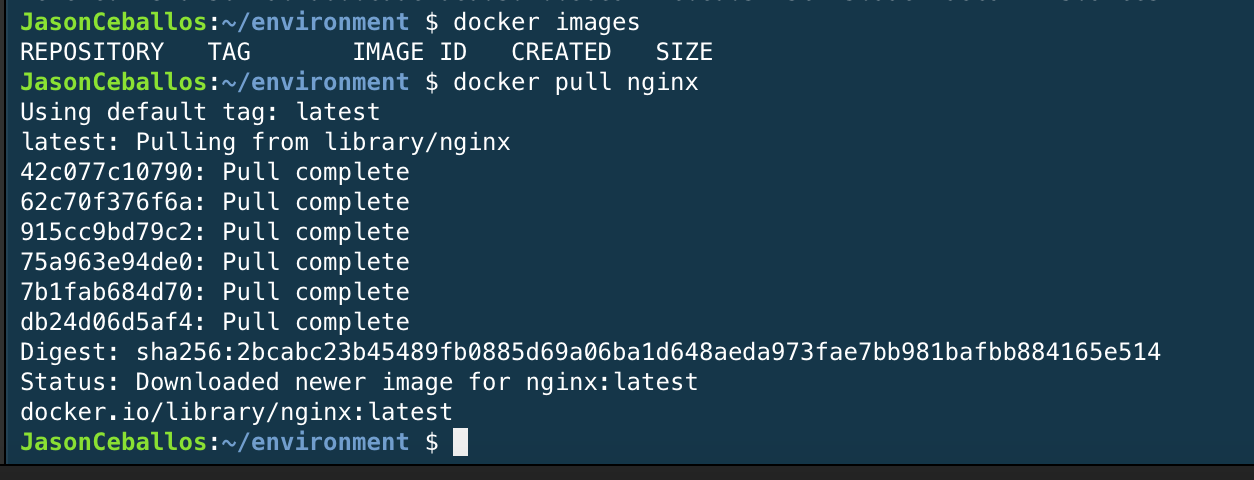 JasonCeballos:~/environment $ docker images
REPOSITORY   TAG       IMAGE ID   CREATED   SIZE
JasonCeballos:~/environment $ docker pull nginx
Using default tag: latest
latest: Pulling from library/nginx
42c077c10790: Pull complete
62c70f376f6a: Pull complete
915cc9bd79c2: Pull complete
75a963e94de0: Pull complete
7b1fab684d70: Pull complete
db24d06d5af4: Pull complete
Digest: sha256:2bcabc23b45489fb0885d69a06ba1d648aeda973fae7bb981bafbb884165e514
Status: Downloaded newer image for nginx:latest
docker.io/library/nginx:latest
JasonCeballos:~/environment $